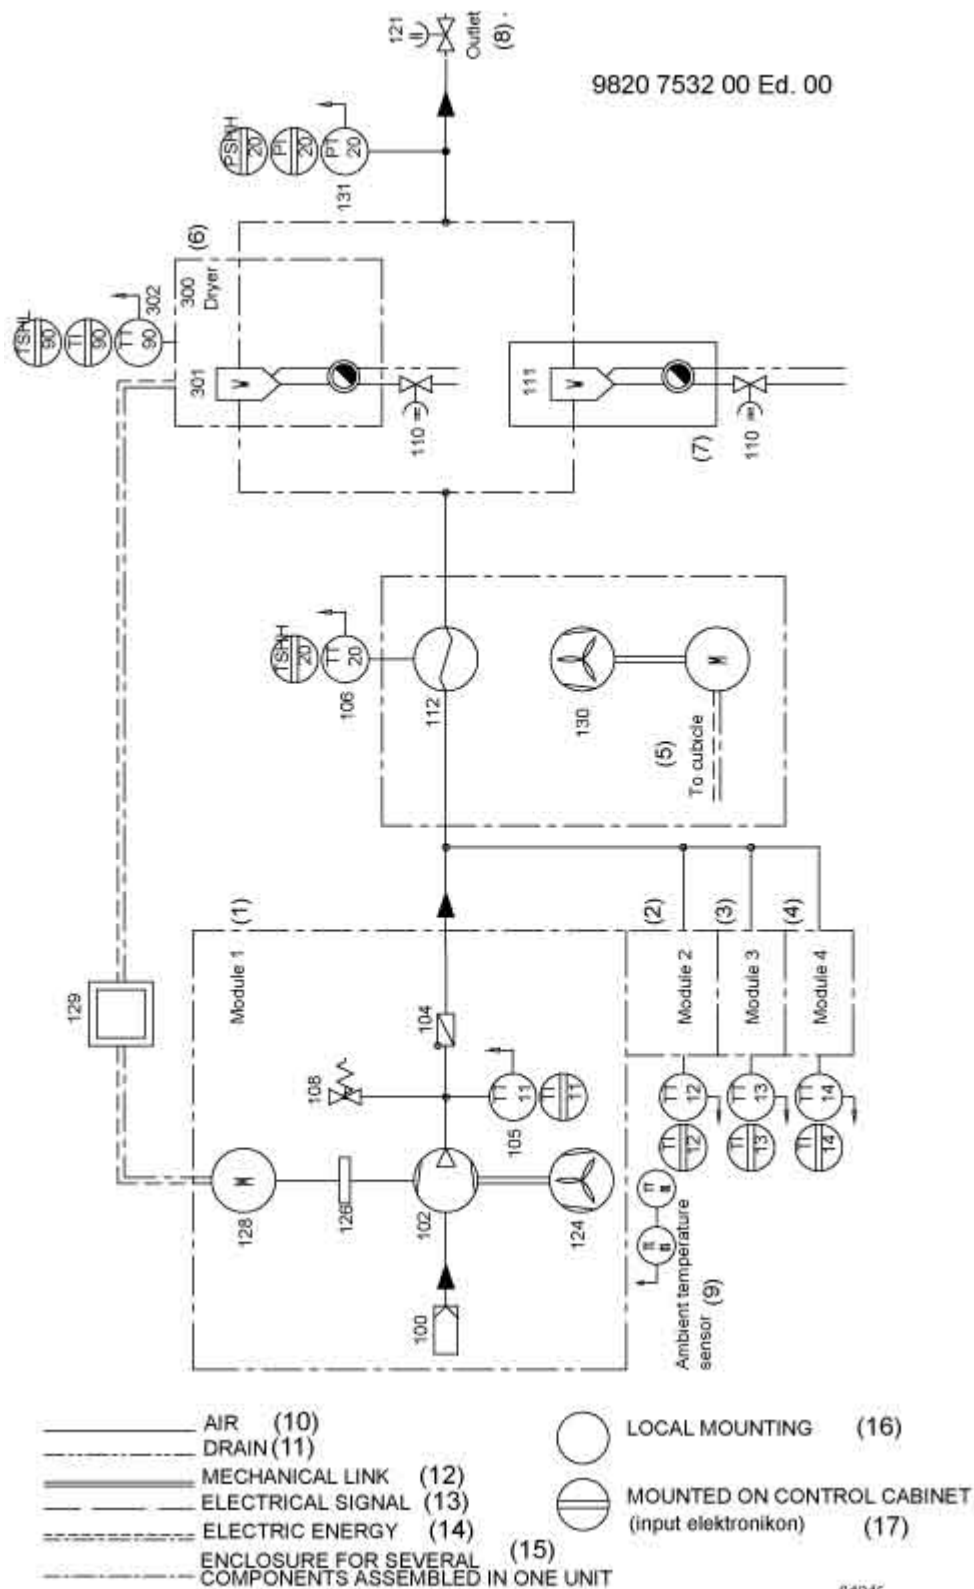 121
Outlet
(8)
9820 7532 00 Ed. 00
PSHH
20
PI
20
PT
20
131
(6)
300
Dryer
302
TSHL
90
TI
90
TT
90
301
110
111
(7)
110
TSHH
20
TT
20
106
112
130
M
(5)
To cubicle
129
Module 1
(1)
(2)
(3)
(4)
Module 2
Module 3
Module 4
104
108
TT
11
TI
11
105
TT
12
TI
12
TT
13
TI
13
TT
14
TI
14
M
128
126
102
124
100
Ambient temperature
sensor (9)
AIR (10)
DRAIN (11)
MECHANICAL LINK (12)
ELECTRICAL SIGNAL (13)
ELECTRIC ENERGY (14)
ENCLOSURE FOR SEVERAL (15)
COMPONENTS ASSEMBLED IN ONE UNIT
LOCAL MOUNTING (16)
MOUNTED ON CONTROL CABINET
(input elektronikon) (17)